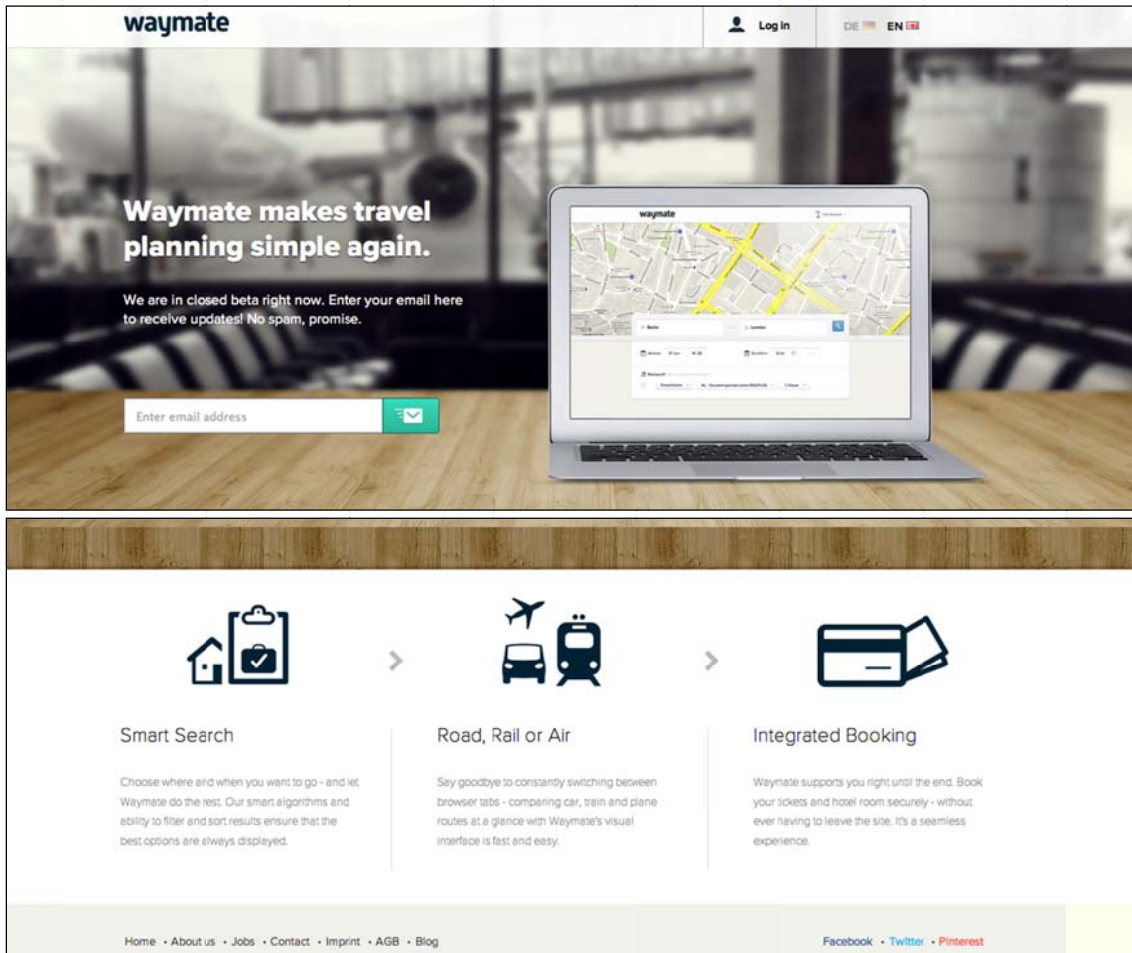 waymate
Log in
DE
EN
Waymate makes travel
planning simple again.
We are in closed beta right now. Enter your email here
to receive updates! No spam, promise.
Enter email address
waymate
Berlin
London
Smart Search
Choose where and when you want to go - and let
Waymate do the rest. Our smart algorithms and
ability to filter and sort results ensure that the
best options are always displayed.
Road, Rail or Air
Say goodbye to constantly switching between
browser tabs - comparing car, train and plane
routes at a glance with Waymate's visual
interface is fast and easy.
Integrated Booking
Waymate supports you right until the end. Book
your tickets and hotel room securely - without
ever having to leave the site. It's a seamless
experience.
Home • About us • Jobs • Contact • Imprint • AGB • Blog
Facebook • Twitter • Pinterest